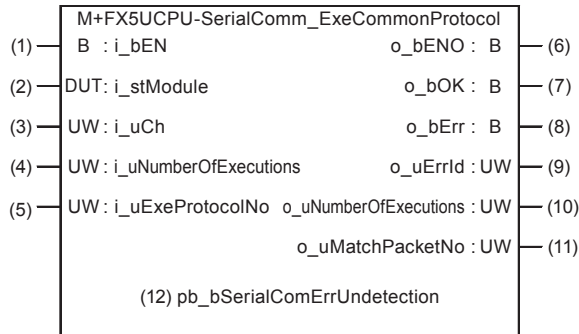 M+FX5UCPU-SerialComm_ExeCommonProtocol
(1) B : i_bEN o_bENO : B (6)
(2) DUT : i_stModule o_bOK : B (7)
(3) UW : i_uCh o_bErr : B (8)
(4) UW : i_uNumberOfExecutions o_uErrId : UW (9)
(5) UW : i_uExeProtocolNo o_uNumberOfExecutions : UW (10)
o_uMatchPacketNo : UW (11)
(12) pb_bSerialComErrUndetection